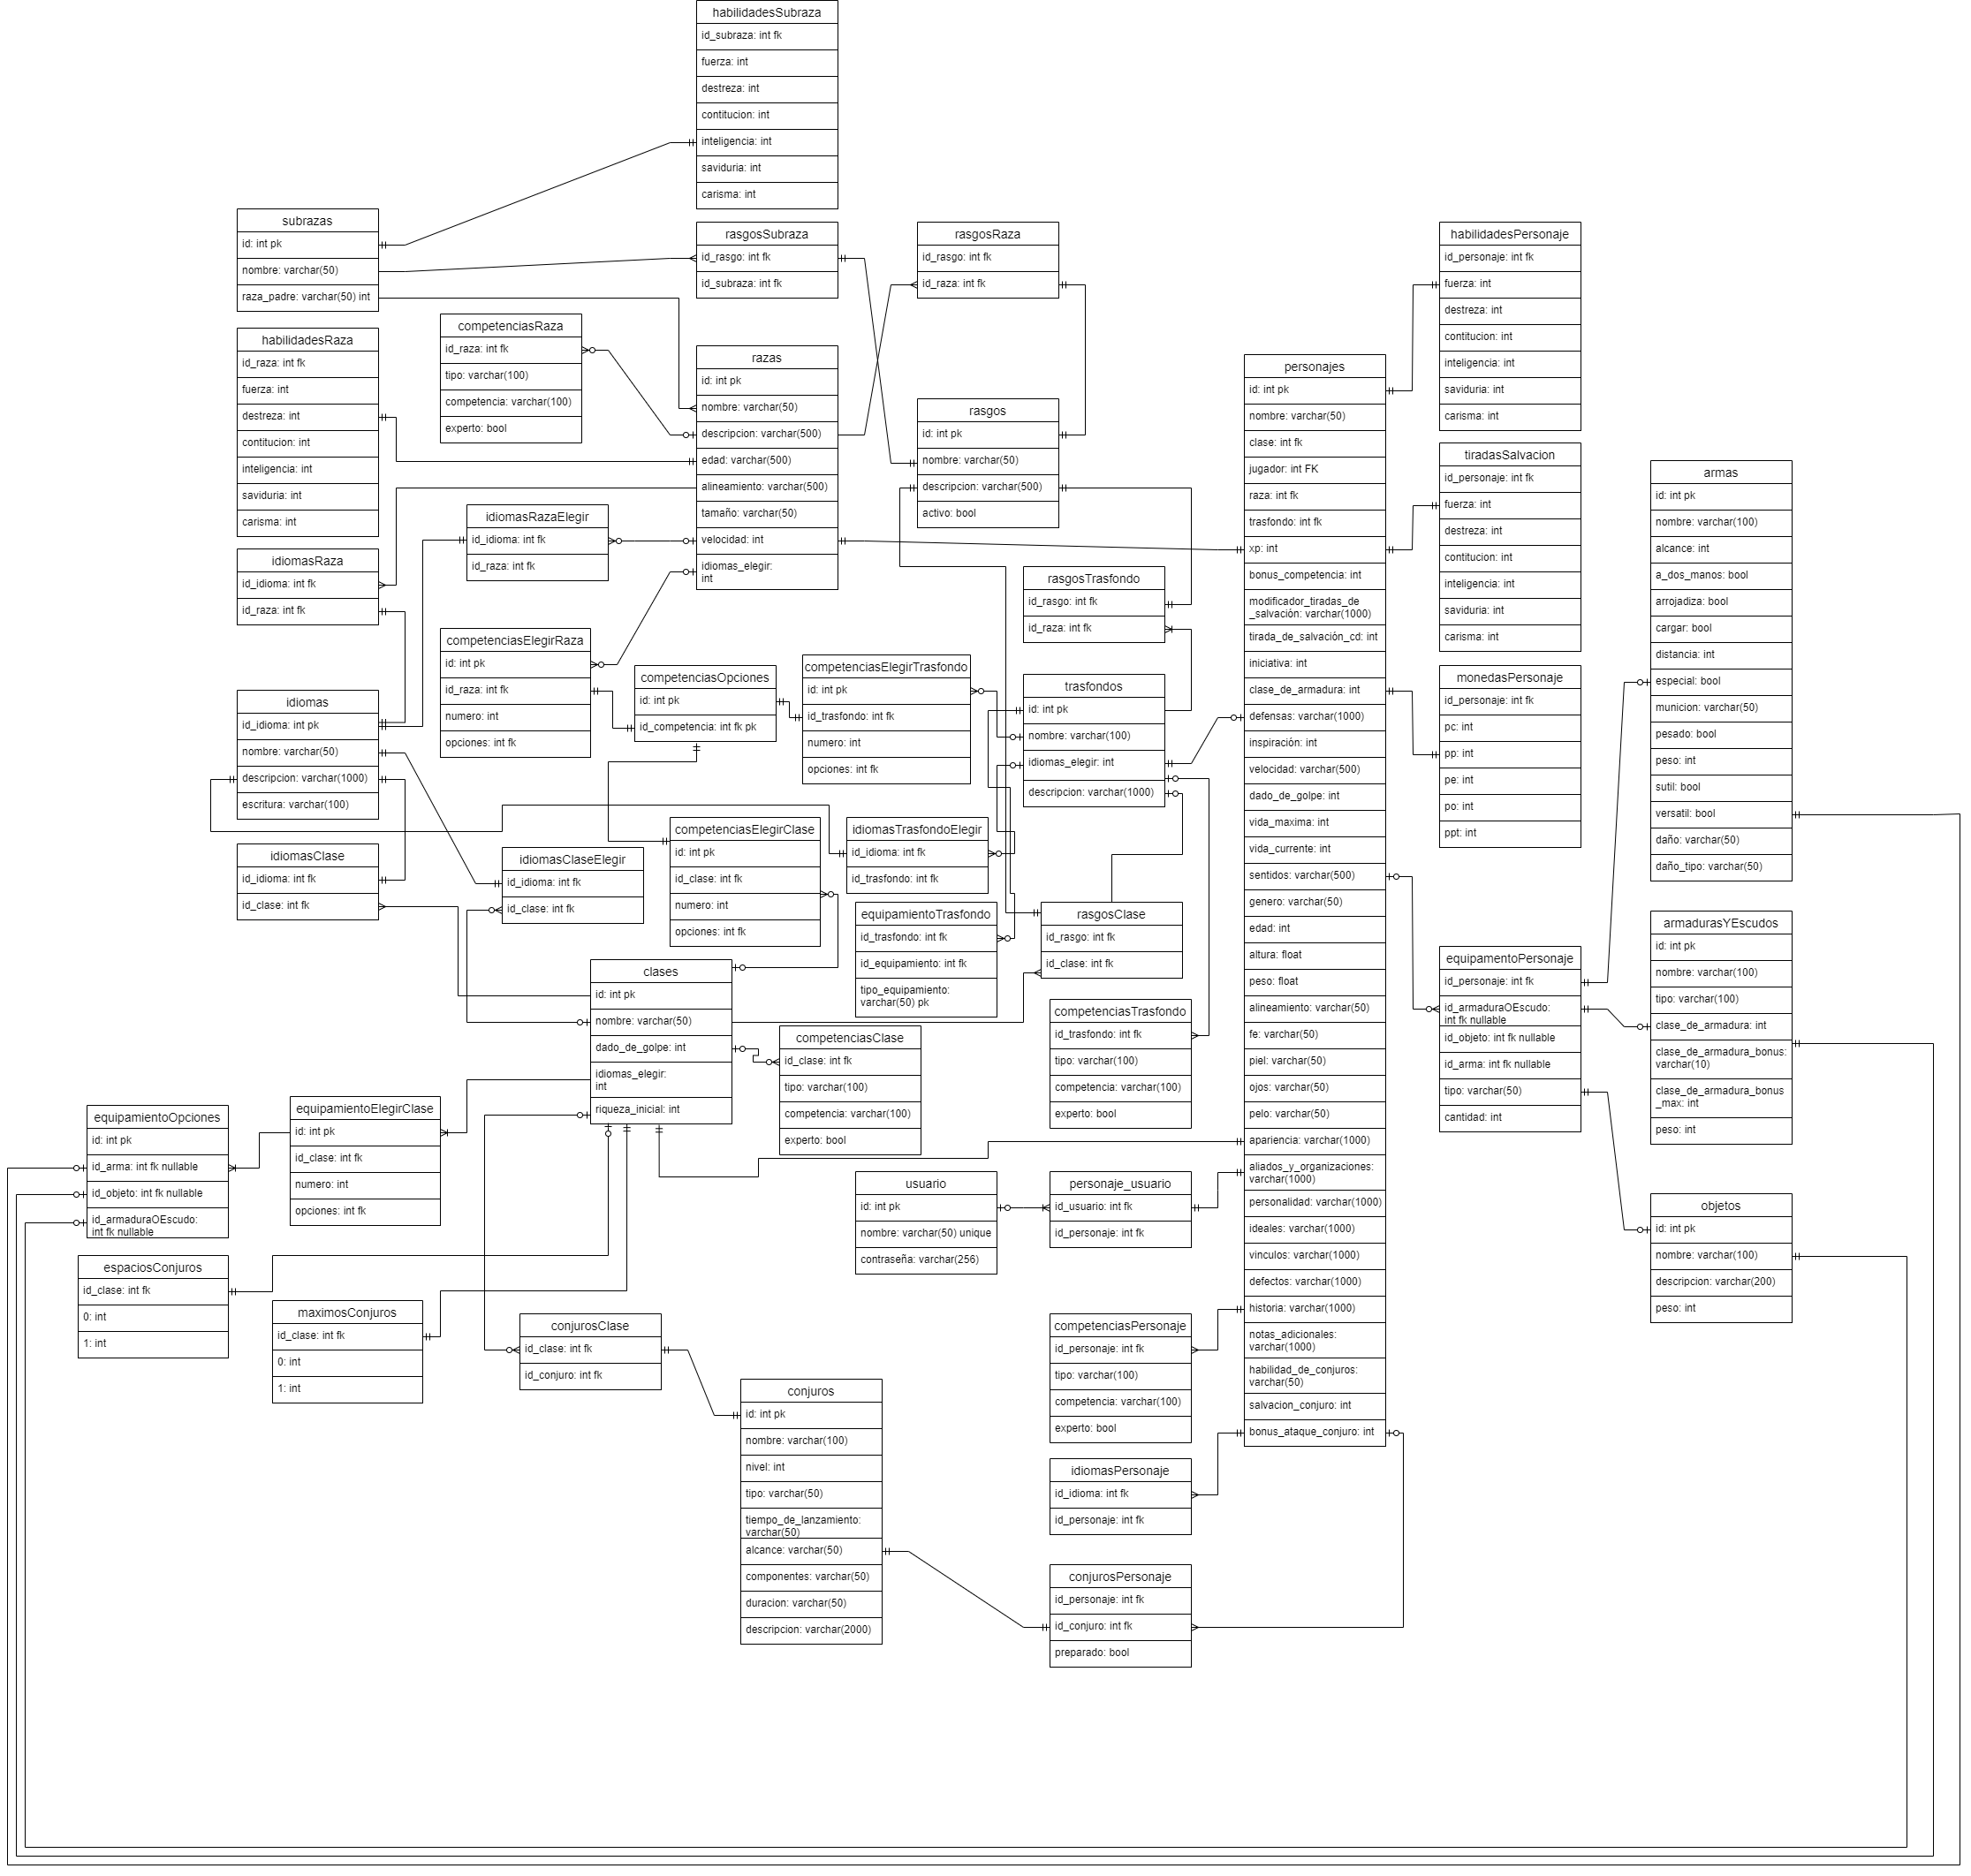 habilidadesSubraza
id_subraza: int fk
fuerza: int
destreza: int
contitucion: int
inteligencia: int
saviduria: int
carisma: int
subrazas
id: int pk
nombre: varchar(50)
raza_padre: varchar(50) int
rasgosSubraza
id_rasgo: int fk
id_subraza: int fk
rasgosRaza
id_rasgo: int fk
id_raza: int fk
habilidadesPersonaje
id_personaje: int fk
fuerza: int
destreza: int
contitucion: int
inteligencia: int
saviduria: int
carisma: int
habilidadesRaza
id_raza: int fk
fuerza: int
destreza: int
contitucion: int
inteligencia: int
saviduria: int
carisma: int
competenciasRaza
id_raza: int fk
tipo: varchar(100)
competencia: varchar(100)
experto: bool
razas
id: int pk
nombre: varchar(50)
descripcion: varchar(500)
edad: varchar(500)
alineamiento: varchar(500)
tamaño: varchar(50)
velocidad: int
idiomas_elegir:
int
rasgos
id: int pk
nombre: varchar(50)
descripcion: varchar(500)
activo: bool
personajes
id: int pk
nombre: varchar(50)
clase: int fk
jugador: int FK
raza: int fk
trasfondo: int fk
xp: int
bonus_competencia: int
modificador_tiradas_de
_salvación: varchar(1000)
tirada_de_salvación_cd: int
iniciativa: int
clase_de_armadura: int
defensas: varchar(1000)
inspiración: int
velocidad: varchar(500)
dado_de_golpe: int
vida_maxima: int
vida_currente: int
sentidos: varchar(500)
genero: varchar(50)
edad: int
altura: float
peso: float
alineamiento: varchar(50)
fe: varchar(50)
piel: varchar(50)
ojos: varchar(50)
pelo: varchar(50)
apariencia: varchar(1000)
aliados_y_organizaciones:
varchar(1000)
personalidad: varchar(1000)
ideales: varchar(1000)
vinculos: varchar(1000)
defectos: varchar(1000)
historia: varchar(1000)
notas_adicionales:
varchar(1000)
habilidad_de_conjuros:
varchar(50)
salvacion_conjuro: int
bonus_ataque_conjuro: int
tiradasSalvacion
id_personaje: int fk
fuerza: int
destreza: int
contitucion: int
inteligencia: int
saviduria: int
carisma: int
armas
id: int pk
nombre: varchar(100)
alcance: int
a_dos_manos: bool
arrojadiza: bool
cargar: bool
distancia: int
especial: bool
municion: varchar(50)
pesado: bool
peso: int
sutil: bool
versatil: bool
daño: varchar(50)
daño_tipo: varchar(50)
idiomasRazaElegir
id_idioma: int fk
id_raza: int fk
idiomasRaza
id_idioma: int fk
id_raza: int fk
rasgosTrasfondo
id_rasgo: int fk
id_raza: int fk
competenciasElegirRaza
id: int pk
id_raza: int fk
numero: int
opciones: int fk
competenciasOpciones
id: int pk
id_competencia: int fk pk
competenciasElegirTrasfondo
id: int pk
id_trasfondo: int fk
numero: int
opciones: int fk
trasfondos
id: int pk
nombre: varchar(100)
idiomas_elegir: int
descripcion: varchar(1000)
monedasPersonaje
id_personaje: int fk
pc: int
pp: int
pe: int
po: int
ppt: int
idiomas
id_idioma: int pk
nombre: varchar(50)
descripcion: varchar(1000)
escritura: varchar(100)
idiomasClase
id_idioma: int fk
id_clase: int fk
idiomasClaseElegir
id_idioma: int fk
id_clase: int fk
competenciasElegirClase
id: int pk
id_clase: int fk
numero: int
opciones: int fk
idiomasTrasfondoElegir
id_idioma: int fk
id_trasfondo: int fk
equipamientoTrasfondo
id_trasfondo: int fk
id_equipamiento: int fk
tipo_equipamiento:
varchar(50) pk
rasgosClase
id_rasgo: int fk
id_clase: int fk
armadurasYEscudos
id: int pk
nombre: varchar(100)
tipo: varchar(100)
clase_de_armadura: int
clase_de_armadura_bonus:
varchar(10)
clase_de_armadura_bonus
_max: int
peso: int
equipamentoPersonaje
id_personaje: int fk
id_armaduraOEscudo:
int fk nullable
id_objeto: int fk nullable
id_arma: int fk nullable
tipo: varchar(50)
cantidad: int
clases
id: int pk
nombre: varchar(50)
dado_de_golpe: int
idiomas_elegir:
int
riqueza_inicial: int
competenciasTrasfondo
id_trasfondo: int fk
tipo: varchar(100)
competencia: varchar(100)
experto: bool
competenciasClase
id_clase: int fk
tipo: varchar(100)
competencia: varchar(100)
experto: bool
equipamientoOpciones
id: int pk
id_arma: int fk nullable
id_objeto: int fk nullable
id_armaduraOEscudo:
int fk nullable
equipamientoElegirClase
id: int pk
id_clase: int fk
numero: int
opciones: int fk
usuario
id: int pk
nombre: varchar(50) unique
contraseña: varchar(256)
personaje_usuario
id_usuario: int fk
id_personaje: int fk
objetos
id: int pk
nombre: varchar(100)
descripcion: varchar(200)
peso: int
espaciosConjuros
id_clase: int fk
0: int
1: int
maximosConjuros
id_clase: int fk
0: int
1: int
conjurosClase
id_clase: int fk
id_conjuro: int fk
competenciasPersonaje
id_personaje: int fk
tipo: varchar(100)
competencia: varchar(100)
experto: bool
conjuros
id: int pk
nombre: varchar(100)
nivel: int
tipo: varchar(50)
tiempo_de_lanzamiento:
varchar(50)
alcance: varchar(50)
componentes: varchar(50)
duracion: varchar(50)
descripcion: varchar(2000)
idiomasPersonaje
id_idioma: int fk
id_personaje: int fk
conjurosPersonaje
id_personaje: int fk
id_conjuro: int fk
preparado: bool